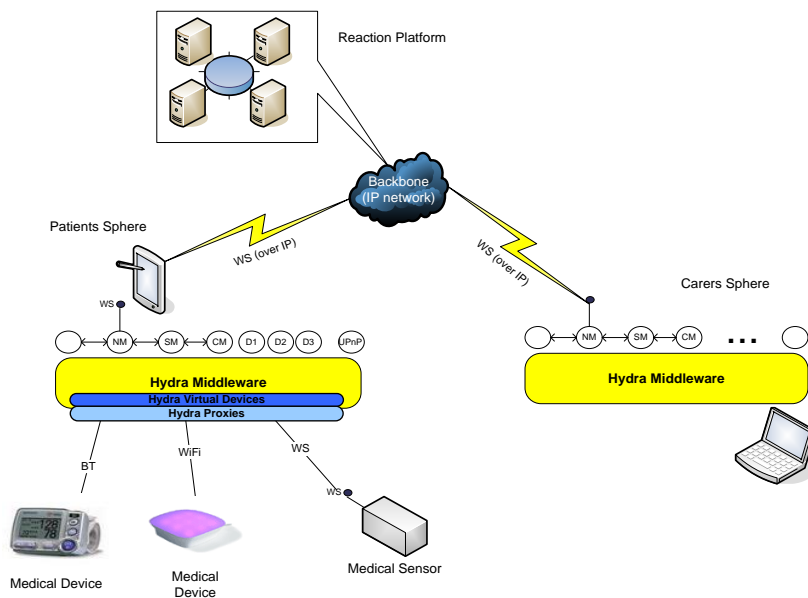 Reaction Platform
Backbone
(IP network)
Patients Sphere
WS (over IP)
WS (over IP)
Carers Sphere
WS
NM
SM
CM
D1
D2
D3
UPnP
NM
SM
CM
...
Hydra Middleware
Hydra Virtual Devices
Hydra Proxies
Hydra Middleware
BT
WiFi
WS
WS
128
78
Medical Device
Medical
Device
Medical Sensor